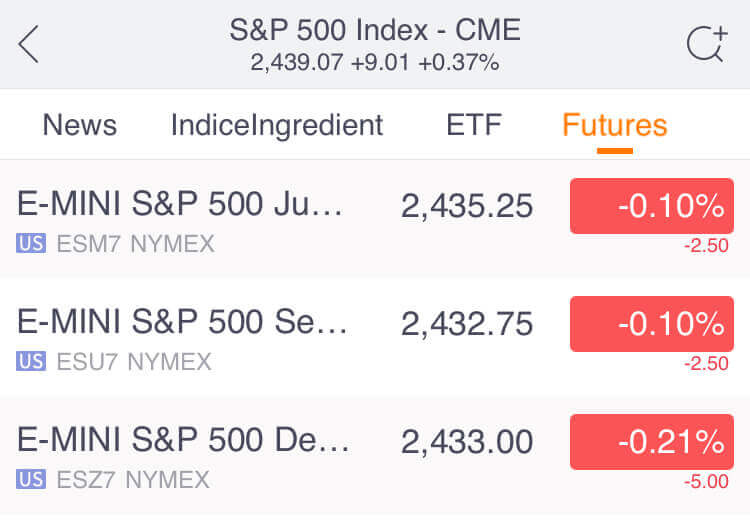 S&P 500 Index - CME
2,439.07 +9.01 +0.37%
News IndiceIngredient ETF Futures
E-MINI S&P 500 Ju... 2,435.25 -0.10%
US ESM7 NYMEX -2.50
E-MINI S&P 500 Se... 2,432.75 -0.10%
US ESU7 NYMEX -2.50
E-MINI S&P 500 De... 2,433.00 -0.21%
US ESZ7 NYMEX -5.00